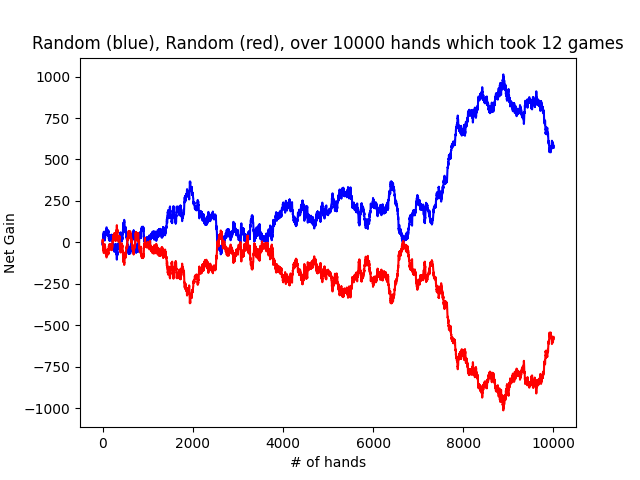 Random (blue), Random (red), over 10000 hands which took 12 games
1000
750
500
250
0
−250
−500
−750
−1000
Net Gain
0 2000 4000 6000 8000 10000
# of hands